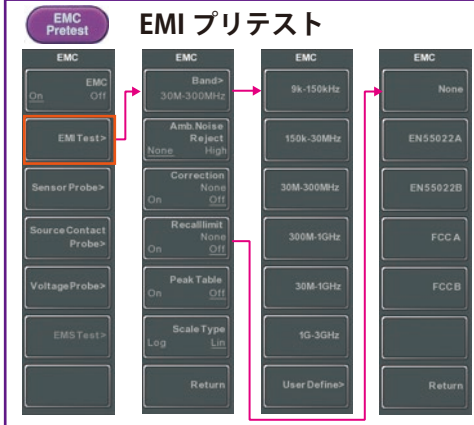 EMC
Pretest
EMI プリテスト
EMC
EMC
On Off
EMI Test>
Sensor Probe>
Source Contact
Probe>
Voltage Probe>
EMS Test>
EMC
Band>
30M-300MHz
Amb.Noise
Reject
None High
Correction
None
On Off
Recalllimit
None
On Off
Peak Table
On Off
Scale Type
Log Lin
Return
EMC
9k-150kHz
150k-30MHz
30M-300MHz
300M-1GHz
30M-1GHz
1G-3GHz
User Define>
EMC
None
EN55022A
EN55022B
FCC A
FCC B
Return